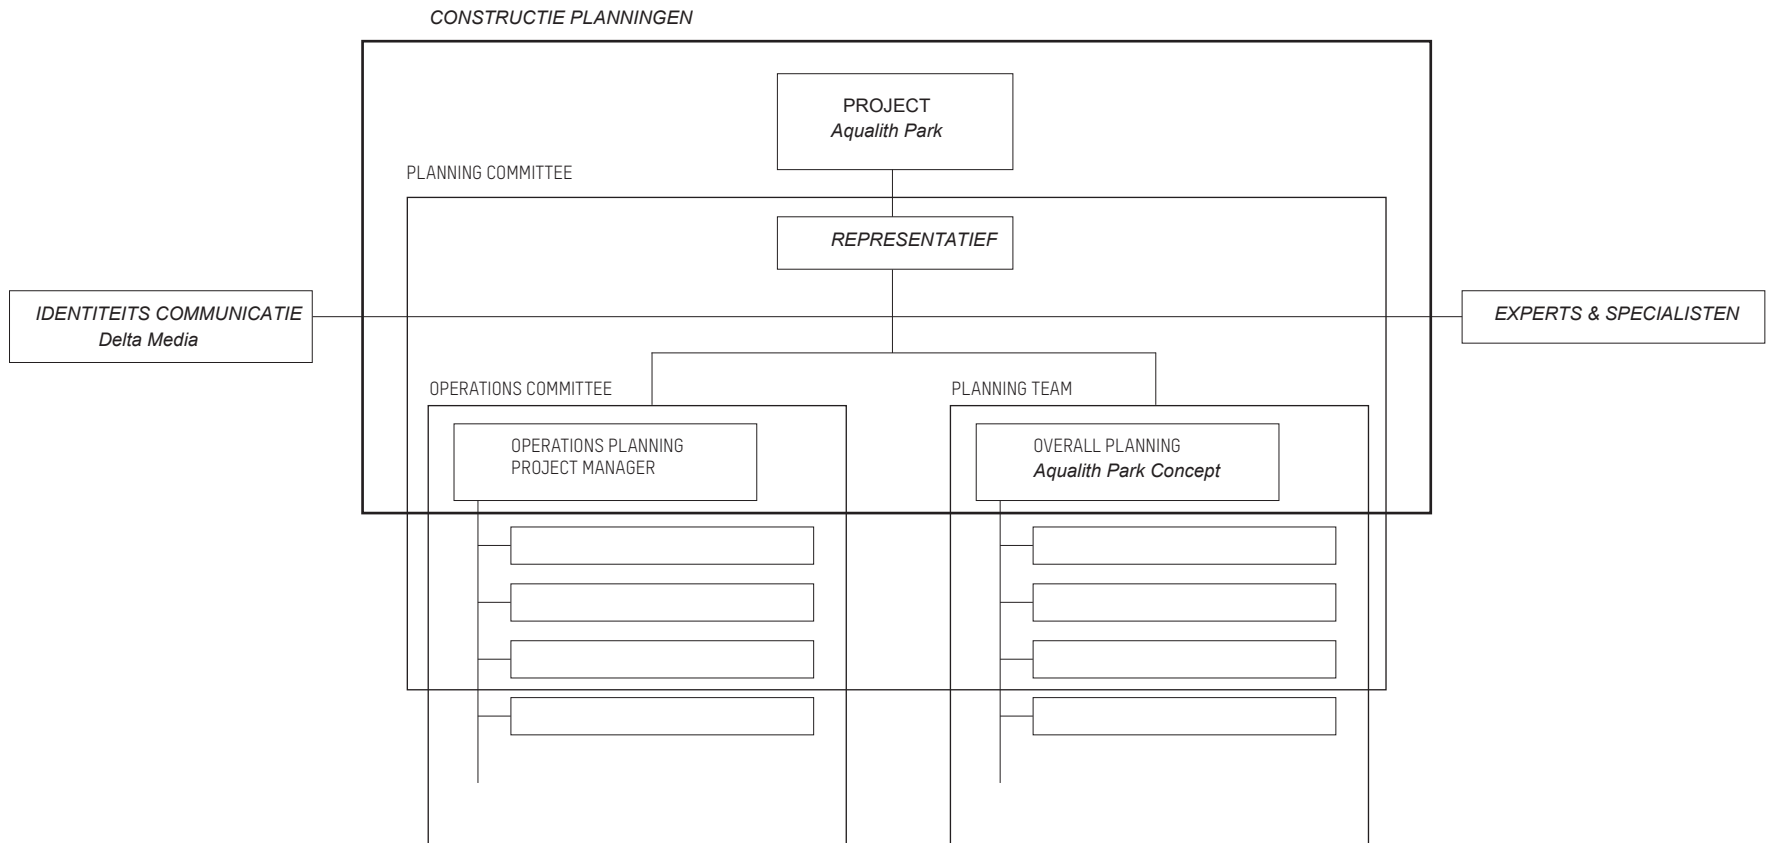 CONSTRUCTIE PLANNINGEN
PROJECT
Aqualith Park
PLANNING COMMITTEE
REPRESENTATIEF
IDENTITEITS COMMUNICATIE
Delta Media
EXPERTS & SPECIALISTEN
OPERATIONS COMMITTEE
PLANNING TEAM
OPERATIONS PLANNING
PROJECT MANAGER
OVERALL PLANNING
Aqualith Park Concept